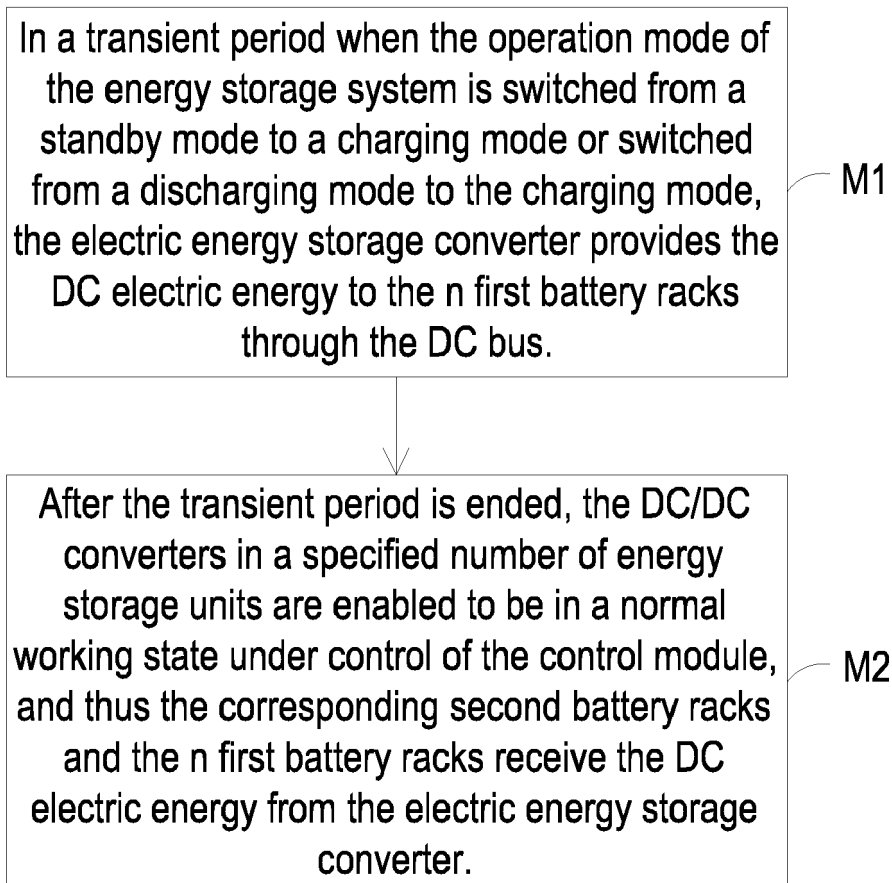 In a transient period when the operation mode of
the energy storage system is switched from a
standby mode to a charging mode or switched
from a discharging mode to the charging mode,
the electric energy storage converter provides the
DC electric energy to the n first battery racks
through the DC bus.
M1
After the transient period is ended, the DC/DC
converters in a specified number of energy
storage units are enabled to be in a normal
working state under control of the control module,
and thus the corresponding second battery racks
and the n first battery racks receive the DC
electric energy from the electric energy storage
converter.
M2